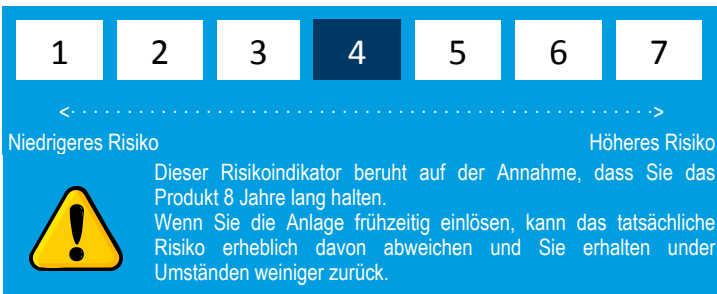 1 2 3 4 5 6 7
<· · · · · · · · · · · · · · · · · · · · · · · · · · · · · · · · · · · · · · · · · · · · · · · · · · · · ·>
Niedrigeres Risiko Höheres Risiko
Dieser Risikoindikator beruht auf der Annahme, dass Sie das
Produkt 8 Jahre lang halten.
Wenn Sie die Anlage frühzeitig einlösen, kann das tatsächliche
Risiko erheblich davon abweichen und Sie erhalten under
Umständen weiniger zurück.